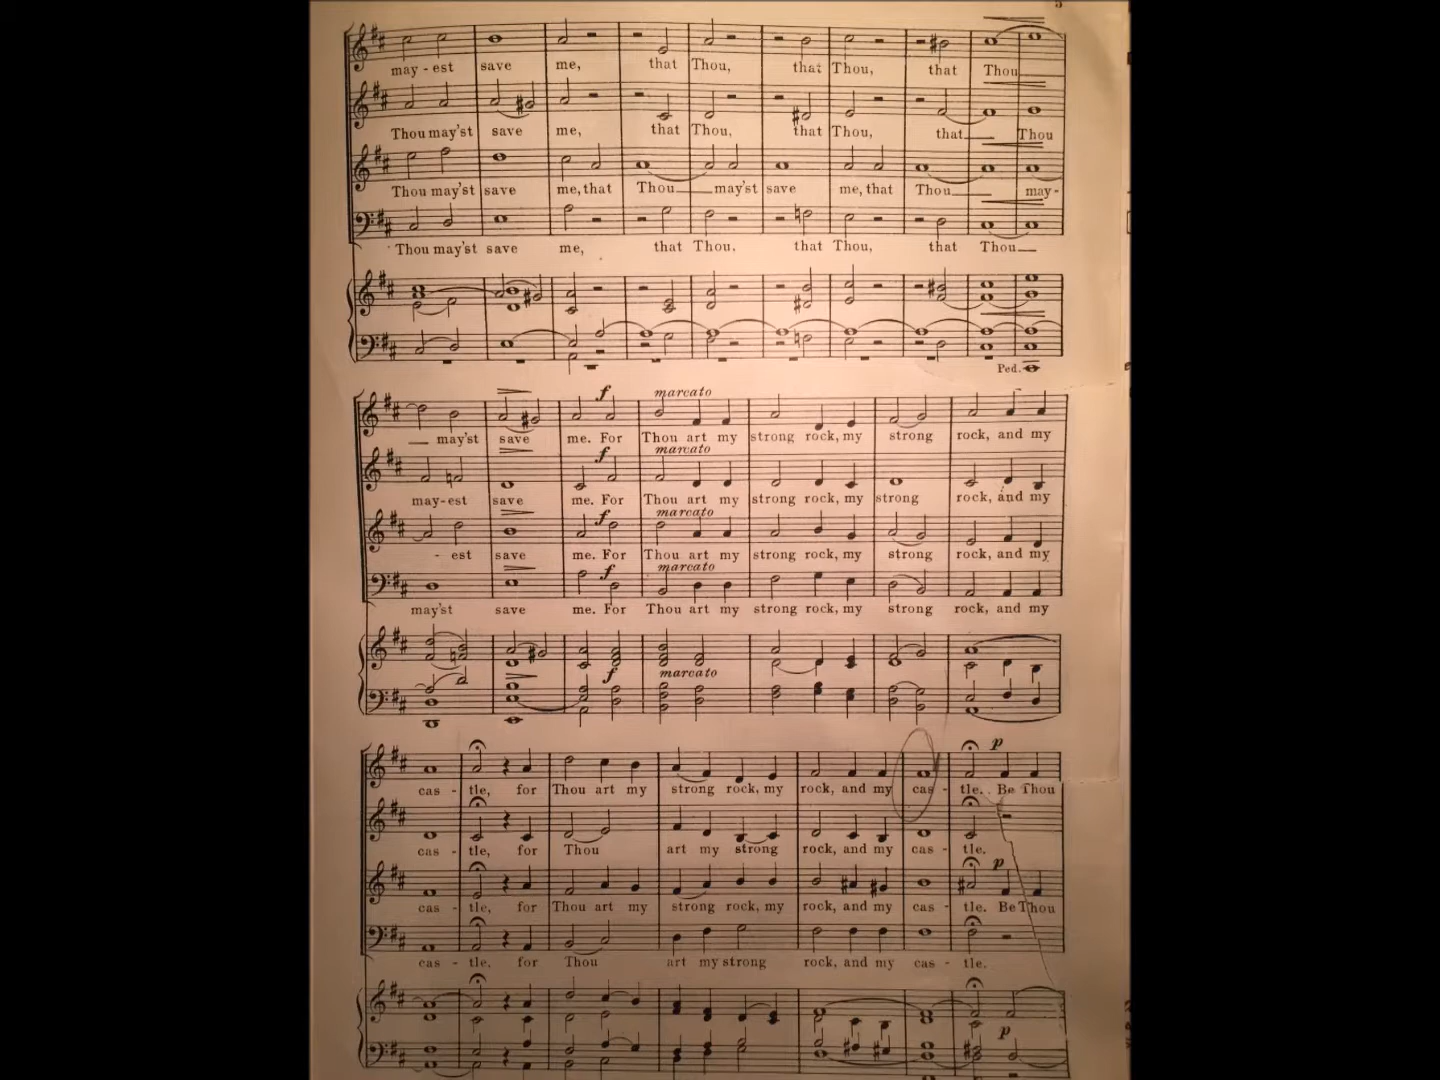 5
may - est save me, that Thou, that Thou, that Thou
Thou may'st save me, that Thou, that Thou, that Thou
Thou may'st save me, that Thou may'st save me, that Thou may-
Thou may'st save me, that Thou, that Thou, that Thou
Ped.
f marcato
may'st save me. For Thou art my strong rock, my strong rock, and my
f marcato
may-est save me. For Thou art my strong rock, my strong rock, and my
f marcato
- est save me. For Thou art my strong rock, my strong rock, and my
f marcato
may'st save me. For Thou art my strong rock, my strong rock, and my
f marcato
p
cas - tle, for Thou art my strong rock, my rock, and my cas - tle. Be Thou
cas - tle, for Thou art my strong rock, and my cas - tle.
p
cas - tle, for Thou art my strong rock, my rock, and my cas - tle. Be Thou
cas - tle, for Thou art my strong rock, and my cas - tle.
p